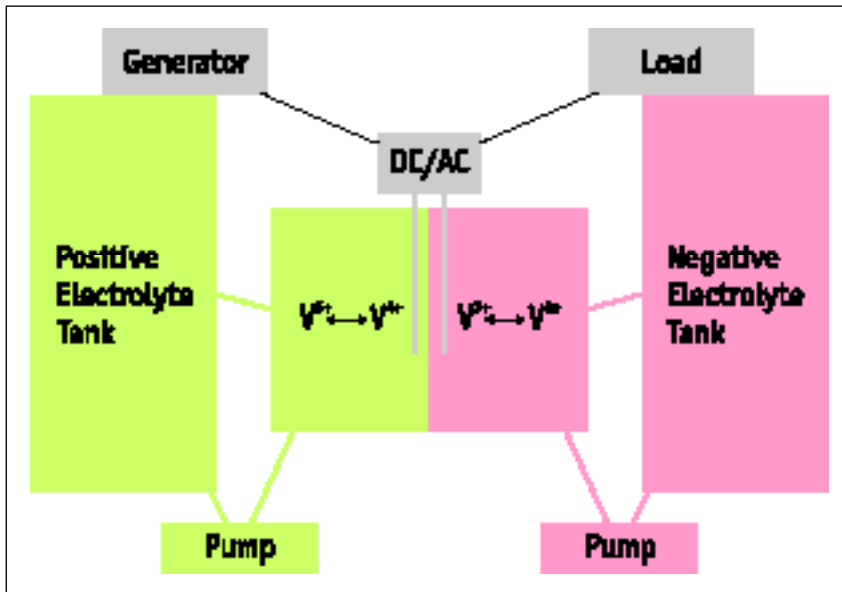 Generator
Load
DC/AC
Positive
Electrolyte
Tank
Negative
Electrolyte
Tank
Pump
Pump